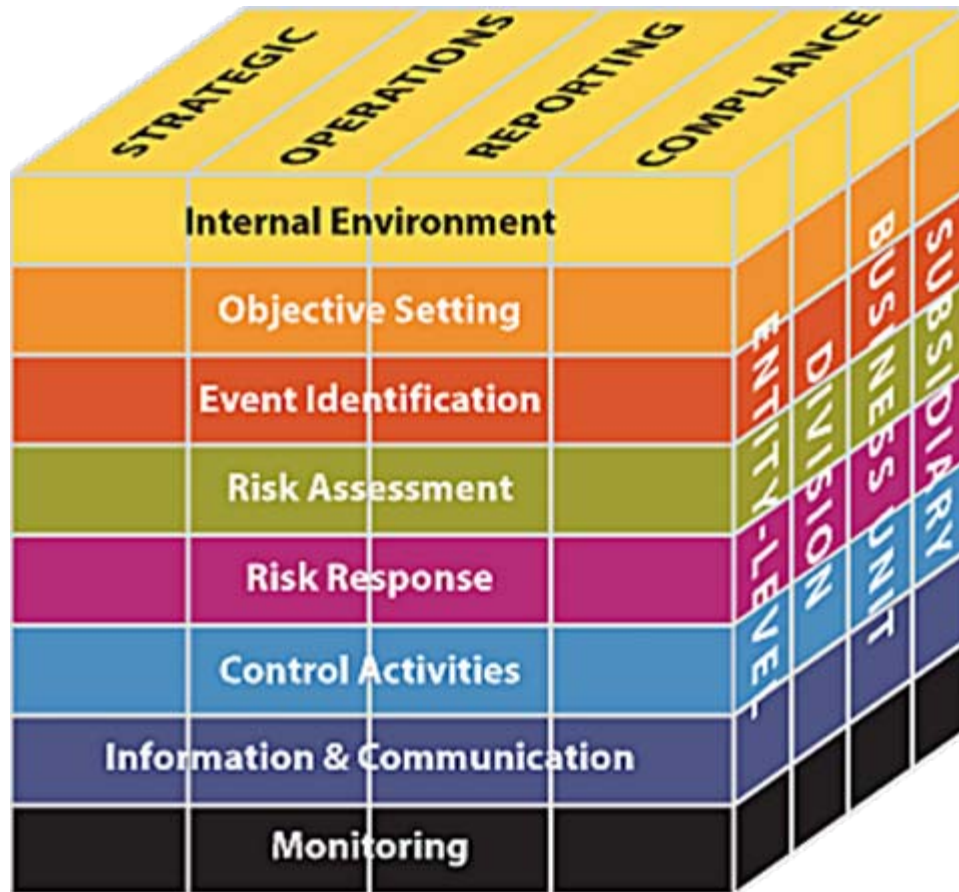 STRATEGIC
OPERATIONS
REPORTING
COMPLIANCE
Internal Environment
Objective Setting
Event Identification
Risk Assessment
Risk Response
Control Activities
Information & Communication
Monitoring
ENTITY-LEVEL
DIVISION
BUSINESS UNIT
SUBSIDIARY